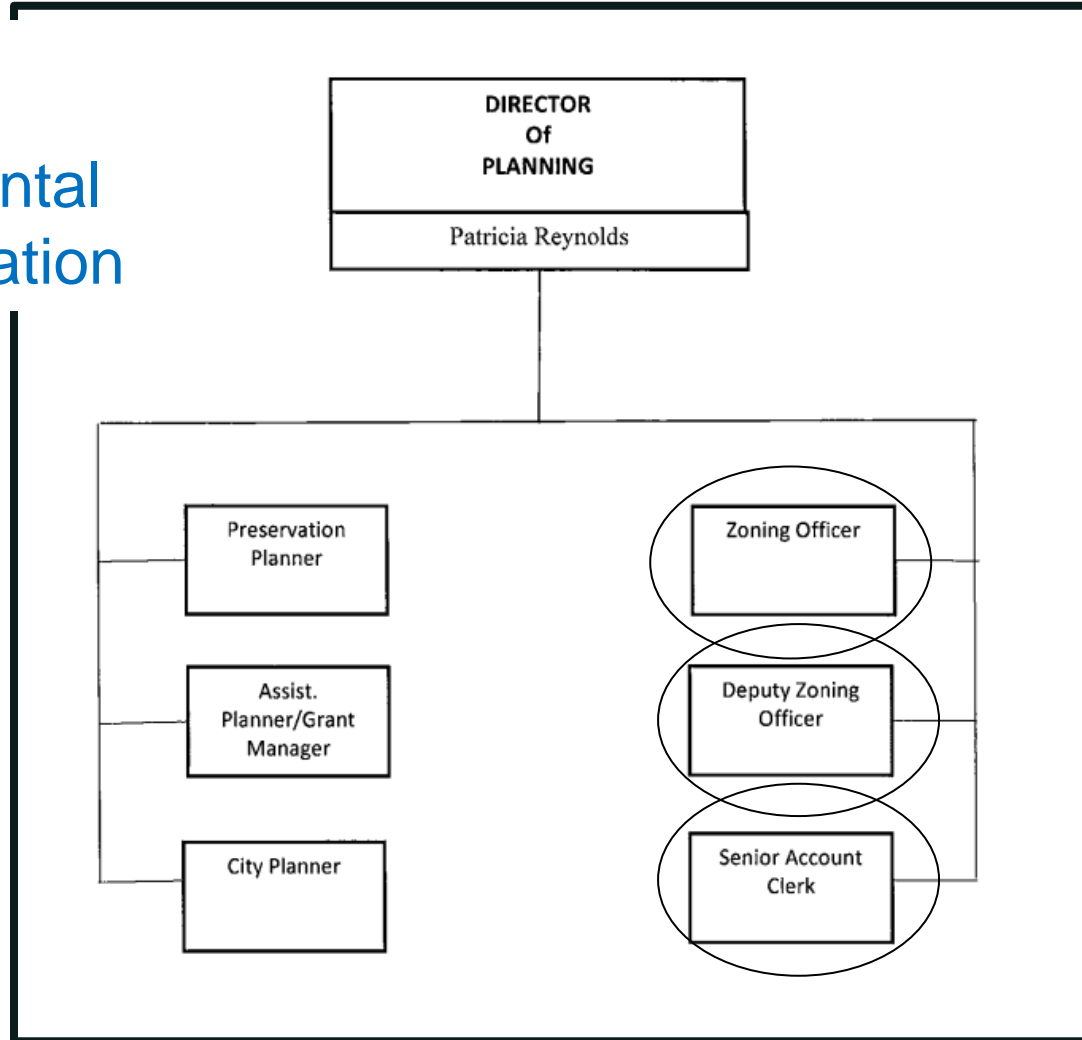 ntal
ation
DIRECTOR
Of
PLANNING
Patricia Reynolds
Preservation
Planner
Zoning Officer
Assist.
Planner/Grant
Manager
Deputy Zoning
Officer
City Planner
Senior Account
Clerk